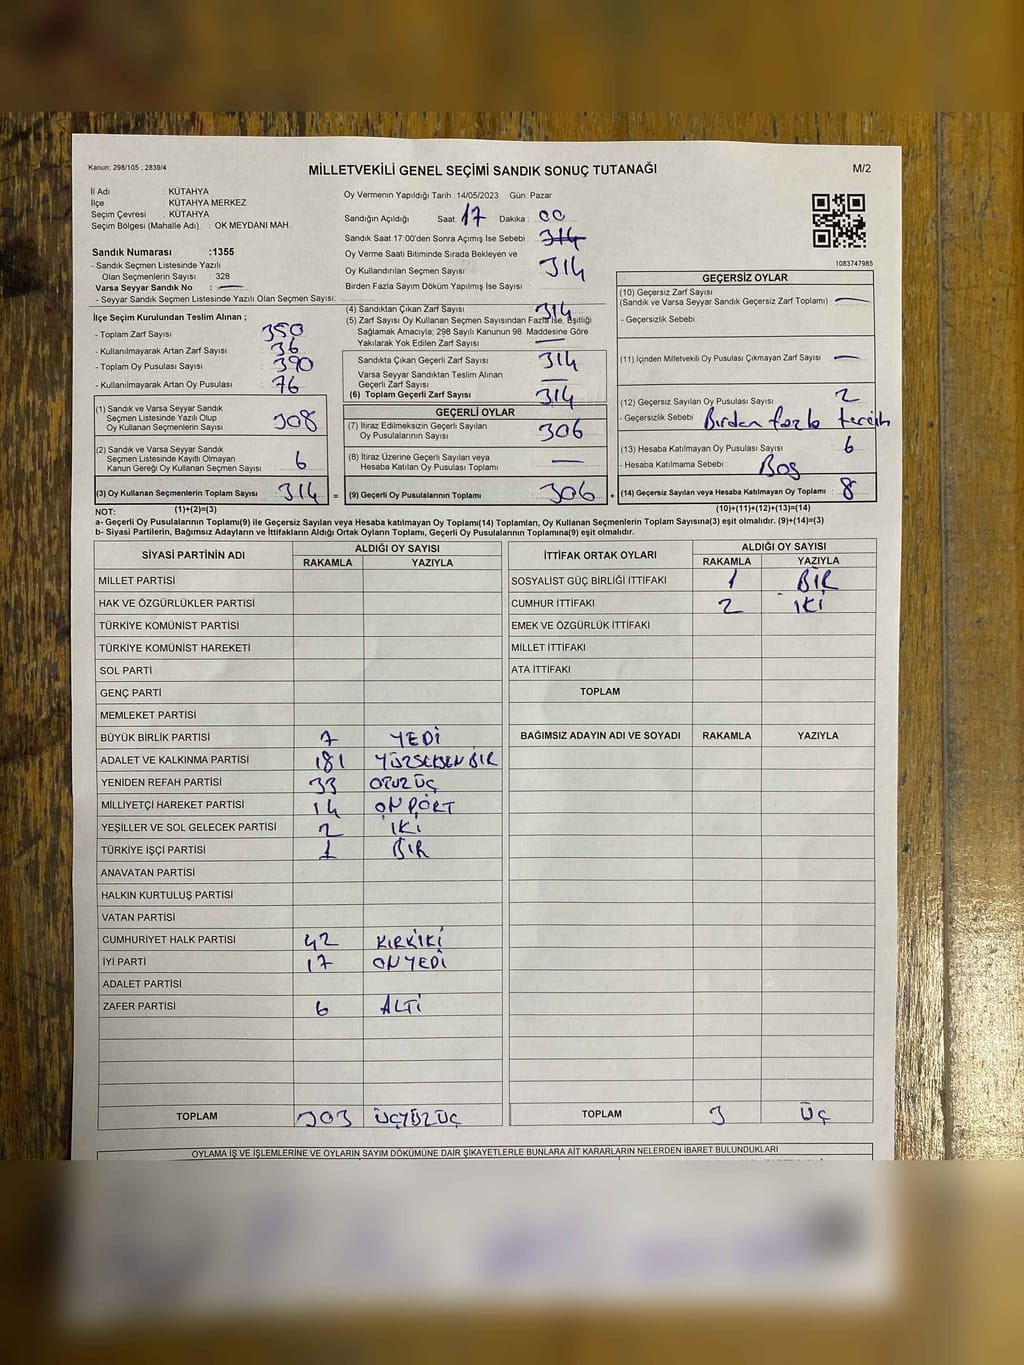 Kanun: 298/105 , 2839/4
MİLLETVEKİLİ GENEL SEÇİMİ SANDIK SONUÇ TUTANAĞI
M/2
İl Adı : KÜTAHYA
İlçe : KÜTAHYA MERKEZ
Seçim Çevresi : KÜTAHYA
Seçim Bölgesi (Mahalle Adı) : OK MEYDANI MAH.
Sandık Numarası :1355
- Sandık Seçmen Listesinde Yazılı
Olan Seçmenlerin Sayısı : 328
Varsa Seyyar Sandık No : —
- Seyyar Sandık Seçmen Listesinde Yazılı Olan Seçmen Sayısı:
Oy Vermenin Yapıldığı Tarih :14/05/2023 Gün: Pazar
Sandığın Açıldığı Saat: 17 Dakika : 00
Sandık Saat 17:00'den Sonra Açımış İse Sebebi : 314
Oy Verme Saati Bitiminde Sırada Bekleyen ve
Oy Kullandırılan Seçmen Sayısı : 314
Birden Fazla Sayım Döküm Yapılmış İse Sayısı :
1083747985
İlçe Seçim Kurulundan Teslim Alınan ;
- Toplam Zarf Sayısı : 350
- Kullanılmayarak Artan Zarf Sayısı : 36
- Toplam Oy Pusulası Sayısı : 390
- Kullanılmayarak Artan Oy Pusulası : 76
(1) Sandık ve Varsa Seyyar Sandık
Seçmen Listesinde Yazılı Olup
Oy Kullanan Seçmenlerin Sayısı : 308
(2) Sandık ve Varsa Seyyar Sandık
Seçmen Listesinde Kayıtlı Olmayan
Kanun Gereği Oy Kullanan Seçmen Sayısı : 6
(3) Oy Kullanan Seçmenlerin Toplam Sayısı : 314 =
(4) Sandıktan Çıkan Zarf Sayısı : 314
(5) Zarf Sayısı Oy Kullanan Seçmen Sayısından Fazla İse, Eşitliği
Sağlamak Amacıyla; 298 Sayılı Kanunun 98. Maddesine Göre
Yakılarak Yok Edilen Zarf Sayısı : —
Sandıkta Çıkan Geçerli Zarf Sayısı : 314
Varsa Seyyar Sandıktan Teslim Alınan
Geçerli Zarf Sayısı : —
(6) Toplam Geçerli Zarf Sayısı : 314
GEÇERLİ OYLAR
(7) İtiraz Edilmeksizin Geçerli Sayılan
Oy Pusulalarının Sayısı : 306
(8) İtiraz Üzerine Geçerli Sayılan veya
Hesaba Katılan Oy Pusulası Toplamı : —
(9) Geçerli Oy Pusulalarının Toplamı : 306 +
GEÇERSİZ OYLAR
(10) Geçersiz Zarf Sayısı
(Sandık ve Varsa Seyyar Sandık Geçersiz Zarf Toplamı) : —
- Geçersizlik Sebebi :
(11) İçinden Milletvekili Oy Pusulası Çıkmayan Zarf Sayısı : —
(12) Geçersiz Sayılan Oy Pusulası Sayısı : 2
- Geçersizlik Sebebi : Birden fazla tercih
(13) Hesaba Katılmayan Oy Pusulası Sayısı : 6
- Hesaba Katılmama Sebebi : Boş
(14) Geçersiz Sayılan veya Hesaba Katılmayan Oy Toplamı : 8
NOT: (1)+(2)=(3) (10)+(11)+(12)+(13)=(14)
a- Geçerli Oy Pusulalarının Toplamı(9) ile Geçersiz Sayılan veya Hesaba katılmayan Oy Toplamı(14) Toplamları, Oy Kullanan Seçmenlerin Toplam Sayısına(3) eşit olmalıdır. (9)+(14)=(3)
b- Siyasi Partilerin, Bağımsız Adayların ve İttifakların Aldığı Ortak Oyların Toplamı, Geçerli Oy Pusulalarının Toplamına(9) eşit olmalıdır.
SİYASİ PARTİNİN ADI ALDIĞI OY SAYISI
RAKAMLA YAZIYLA
MİLLET PARTİSİ
HAK VE ÖZGÜRLÜKLER PARTİSİ
TÜRKİYE KOMÜNİST PARTİSİ
TÜRKİYE KOMÜNİST HAREKETİ
SOL PARTİ
GENÇ PARTİ
MEMLEKET PARTİSİ
BÜYÜK BİRLİK PARTİSİ 7 YEDİ
ADALET VE KALKINMA PARTİSİ 181 YÜZSEKSEN BİR
YENİDEN REFAH PARTİSİ 33 OTUZ ÜÇ
MİLLİYETÇİ HAREKET PARTİSİ 14 ONDÖRT
YEŞİLLER VE SOL GELECEK PARTİSİ 2 İKİ
TÜRKİYE İŞÇİ PARTİSİ 1 BİR
ANAVATAN PARTİSİ
HALKIN KURTULUŞ PARTİSİ
VATAN PARTİSİ
CUMHURİYET HALK PARTİSİ 42 KIRKİKİ
İYİ PARTİ 17 ONYEDİ
ADALET PARTİSİ
ZAFER PARTİSİ 6 ALTI
TOPLAM 303 ÜÇYÜZÜÇ
İTTİFAK ORTAK OYLARI ALDIĞI OY SAYISI
RAKAMLA YAZIYLA
SOSYALİST GÜÇ BİRLİĞİ İTTİFAKI 1 BİR
CUMHUR İTTİFAKI 2 İKİ
EMEK VE ÖZGÜRLÜK İTTİFAKI
MİLLET İTTİFAKI
ATA İTTİFAKI
TOPLAM
BAĞIMSIZ ADAYIN ADI VE SOYADI RAKAMLA YAZIYLA
TOPLAM 3 ÜÇ
OYLAMA İŞ VE İŞLEMLERİNE VE OYLARIN SAYIM DÖKÜMÜNE DAİR ŞİKAYETLERLE BUNLARA AİT KARARLARIN NELERDEN İBARET BULUNDUKLARI